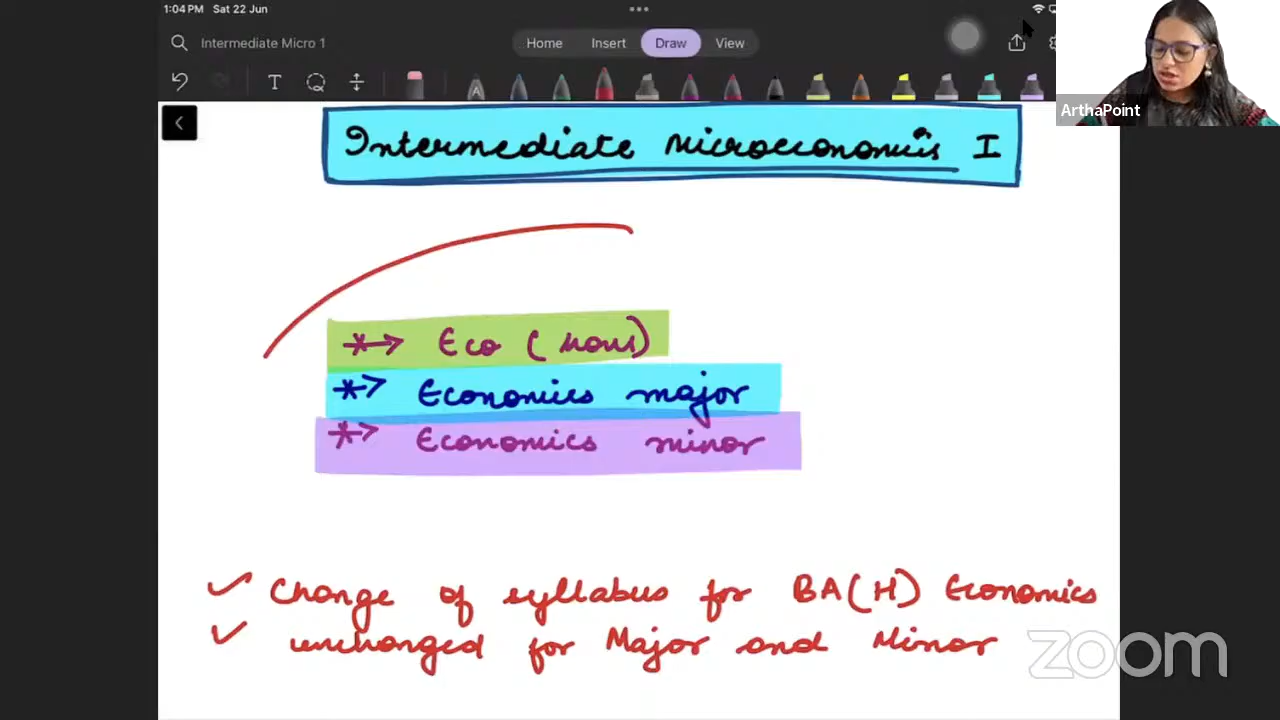 1:04 PM Sat 22 Jun
Intermediate Micro 1
Home Insert Draw View
T
A
ArthaPoint
Intermediate Microeconomics I
*→ Eco (Hons)
*→ Economics major
*→ Economics minor
✓ Change of syllabus for BA(H) Economics
✓ unchanged for Major and Minor
zoom